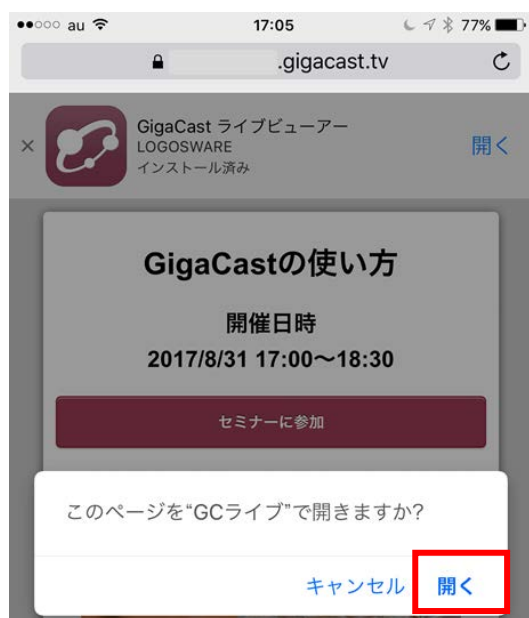 au 17:05 77%
.gigacast.tv
GigaCast ライブビューアー
LOGOSWARE
インストール済み
開く
GigaCastの使い方
開催日時
2017/8/31 17:00～18:30
セミナーに参加
このページを“GCライブ”で開きますか?
キャンセル 開く